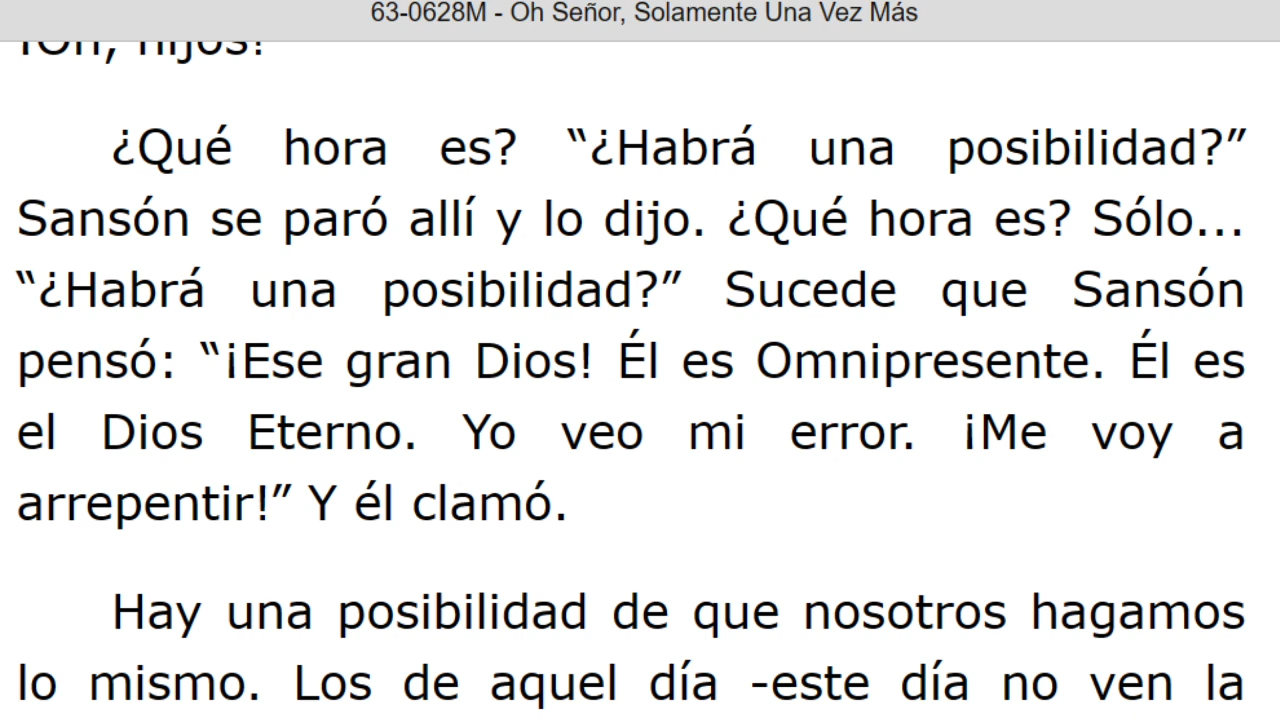 63-0628M - Oh Señor, Solamente Una Vez Más
¡Oh, hijos!
¿Qué hora es? “¿Habrá una posibilidad?”
Sansón se paró allí y lo dijo. ¿Qué hora es? Sólo...
“¿Habrá una posibilidad?” Sucede que Sansón
pensó: “¡Ese gran Dios! Él es Omnipresente. Él es
el Dios Eterno. Yo veo mi error. ¡Me voy a
arrepentir!” Y él clamó.
Hay una posibilidad de que nosotros hagamos
lo mismo. Los de aquel día -este día no ven la